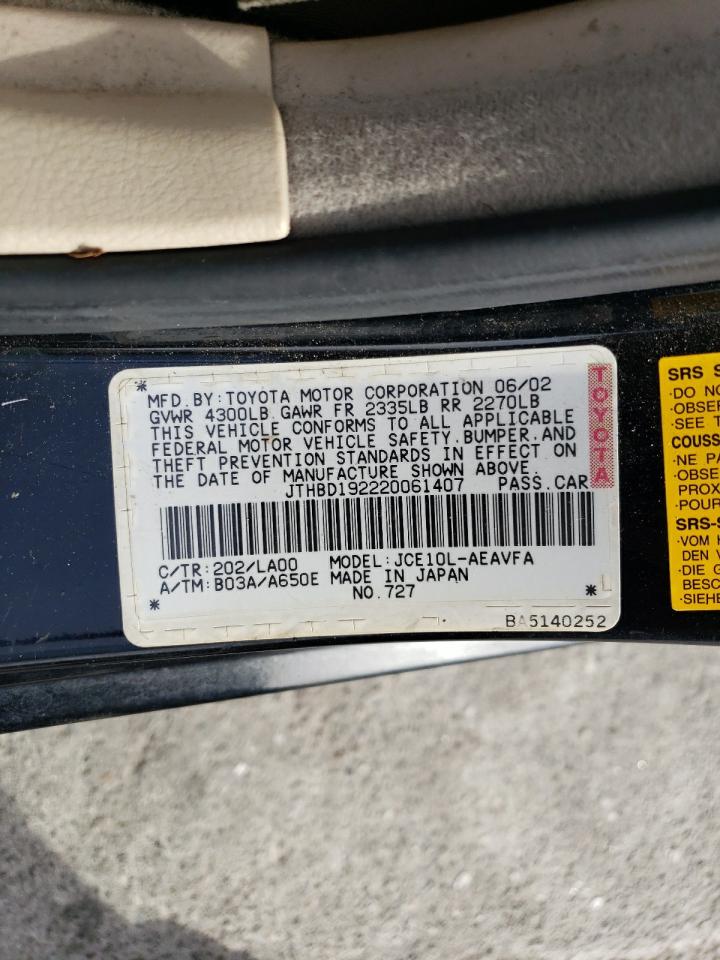 *
MFD.BY:TOYOTA MOTOR CORPORATION 06/02
GVWR 4300LB GAWR FR 2335LB RR 2270LB
THIS VEHICLE CONFORMS TO ALL APPLICABLE
FEDERAL MOTOR VEHICLE SAFETY,BUMPER,AND
THEFT PREVENTION STANDARDS IN EFFECT ON
THE DATE OF MANUFACTURE SHOWN ABOVE.
JTHBD192220061407 PASS.CAR
TOYOTA
C/TR:202/LA00 MODEL:JCE10L-AEAVFA
A/TM:B03A/A650E MADE IN JAPAN
* NO.727 *
BA5140252
SRS
·DO NO
·OBSER
·SEE T
COUSS
·NE PA
·OBSE
PROX
·POUR
SRS-S
·VOM
DEN V
·DIE G
BESC
·SIEHE